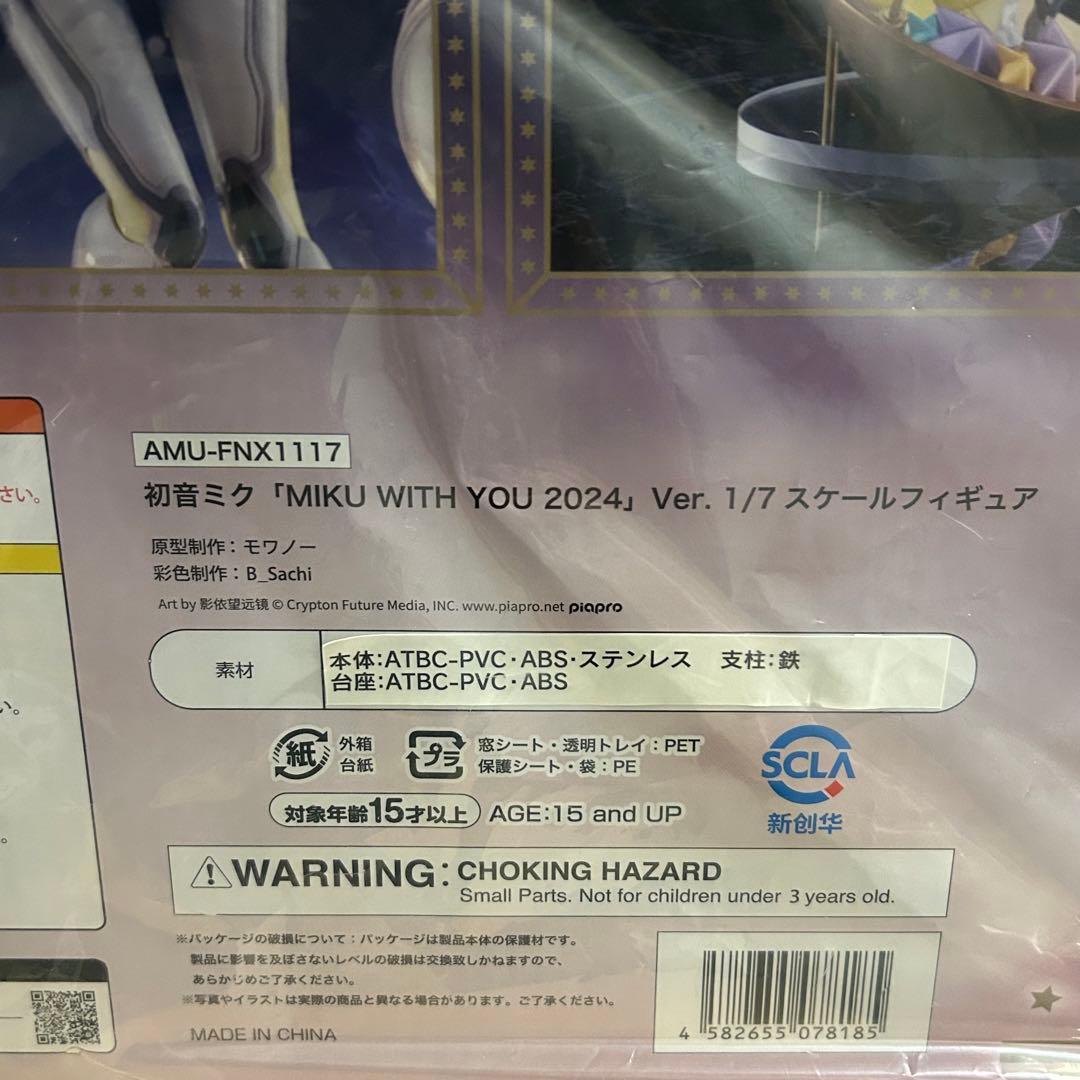 さい。
い。
。
AMU-FNX1117
初音ミク「MIKU WITH YOU 2024」Ver. 1/7 スケールフィギュア
原型制作：モワノー
彩色制作：B_Sachi
Art by 影依望远镜 © Crypton Future Media, INC. www.piapro.net piapro
素材
本体:ATBC-PVC・ABS・ステンレス 支柱:鉄
台座:ATBC-PVC・ABS
紙 外箱 台紙
プラ 窓シート・透明トレイ：PET
保護シート・袋：PE
SCLA
新创华
対象年齢15才以上 AGE:15 and UP
⚠WARNING: CHOKING HAZARD
Small Parts. Not for children under 3 years old.
※パッケージの破損について：パッケージは製品本体の保護材です。
製品に影響を及ぼさないレベルの破損は交換致しかねますので、
あらかじめご了承ください。
※写真やイラストは実際の商品と異なる場合があります。ご了承ください。
MADE IN CHINA
4 582655 078185